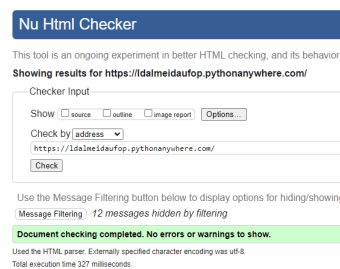 Nu Html Checker
This tool is an ongoing experiment in better HTML checking, and its behavior
Showing results for https://ldalmeidaufop.pythonanywhere.com/
Checker Input
Show source outline image report Options...
Check by address
https://ldalmeidaufop.pythonanywhere.com/
Check
Use the Message Filtering button below to display options for hiding/showing
Message Filtering 12 messages hidden by filtering
Document checking completed. No errors or warnings to show.
Used the HTML parser. Externally specified character encoding was utf-8.
Total execution time 327 milliseconds.